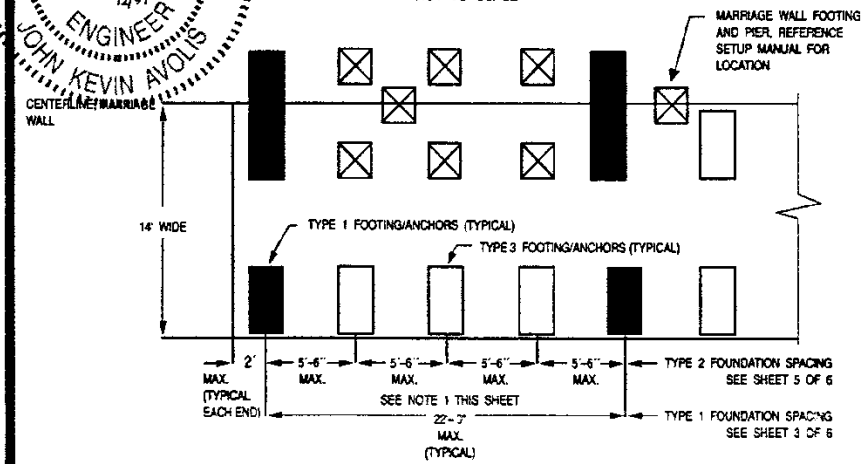 ENGINEER
JOHN KEVIN AVOLIS
MARRIAGE WALL FOOTING
AND PIER, REFERENCE
SETUP MANUAL FOR
LOCATION
CENTERLINE/MARRIAGE
WALL
14' WIDE
TYPE 1 FOOTING/ANCHORS (TYPICAL)
TYPE 3 FOOTING/ANCHORS (TYPICAL)
2' 5'-6" 5'-6" 5'-6" 5'-6" TYPE 2 FOUNDATION SPACING
MAX. MAX. MAX. MAX. MAX. SEE SHEET 5 OF 6
(TYPICAL
EACH END)
SEE NOTE 1 THIS SHEET
TYPE 1 FOUNDATION SPACING
MAX. SEE SHEET 3 OF 6
(TYPICAL)